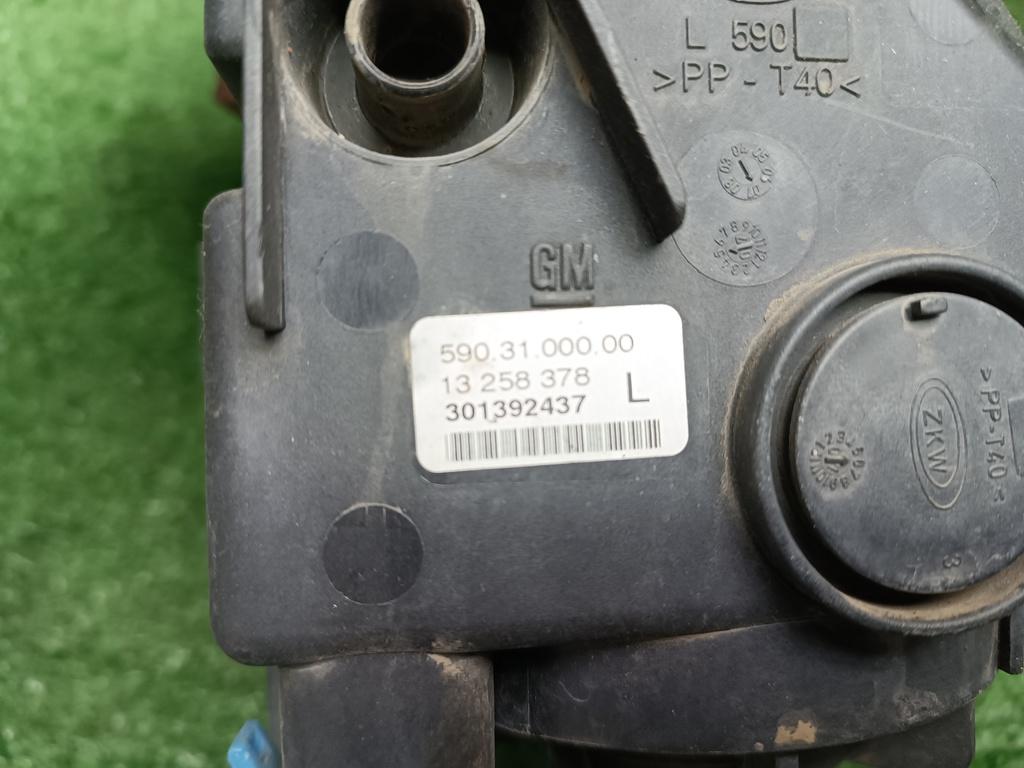 L 590
>PP - T40<
GM
590.31.000.00
13 258 378
L
301392437
ZKW
>PP-T40<